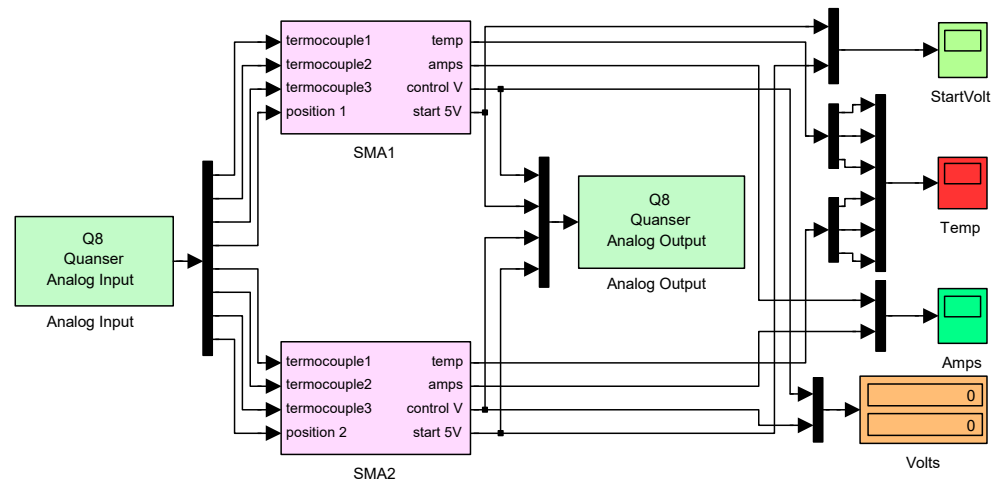 termocouple1
termocouple2
termocouple3
position 1
temp
amps
control V
start 5V
SMA1
StartVolt
Q8
Quanser
Analog Input
Analog Input
Q8
Quanser
Analog Output
Analog Output
Temp
Amps
termocouple1
termocouple2
termocouple3
position 2
temp
amps
control V
start 5V
SMA2
0
0
Volts